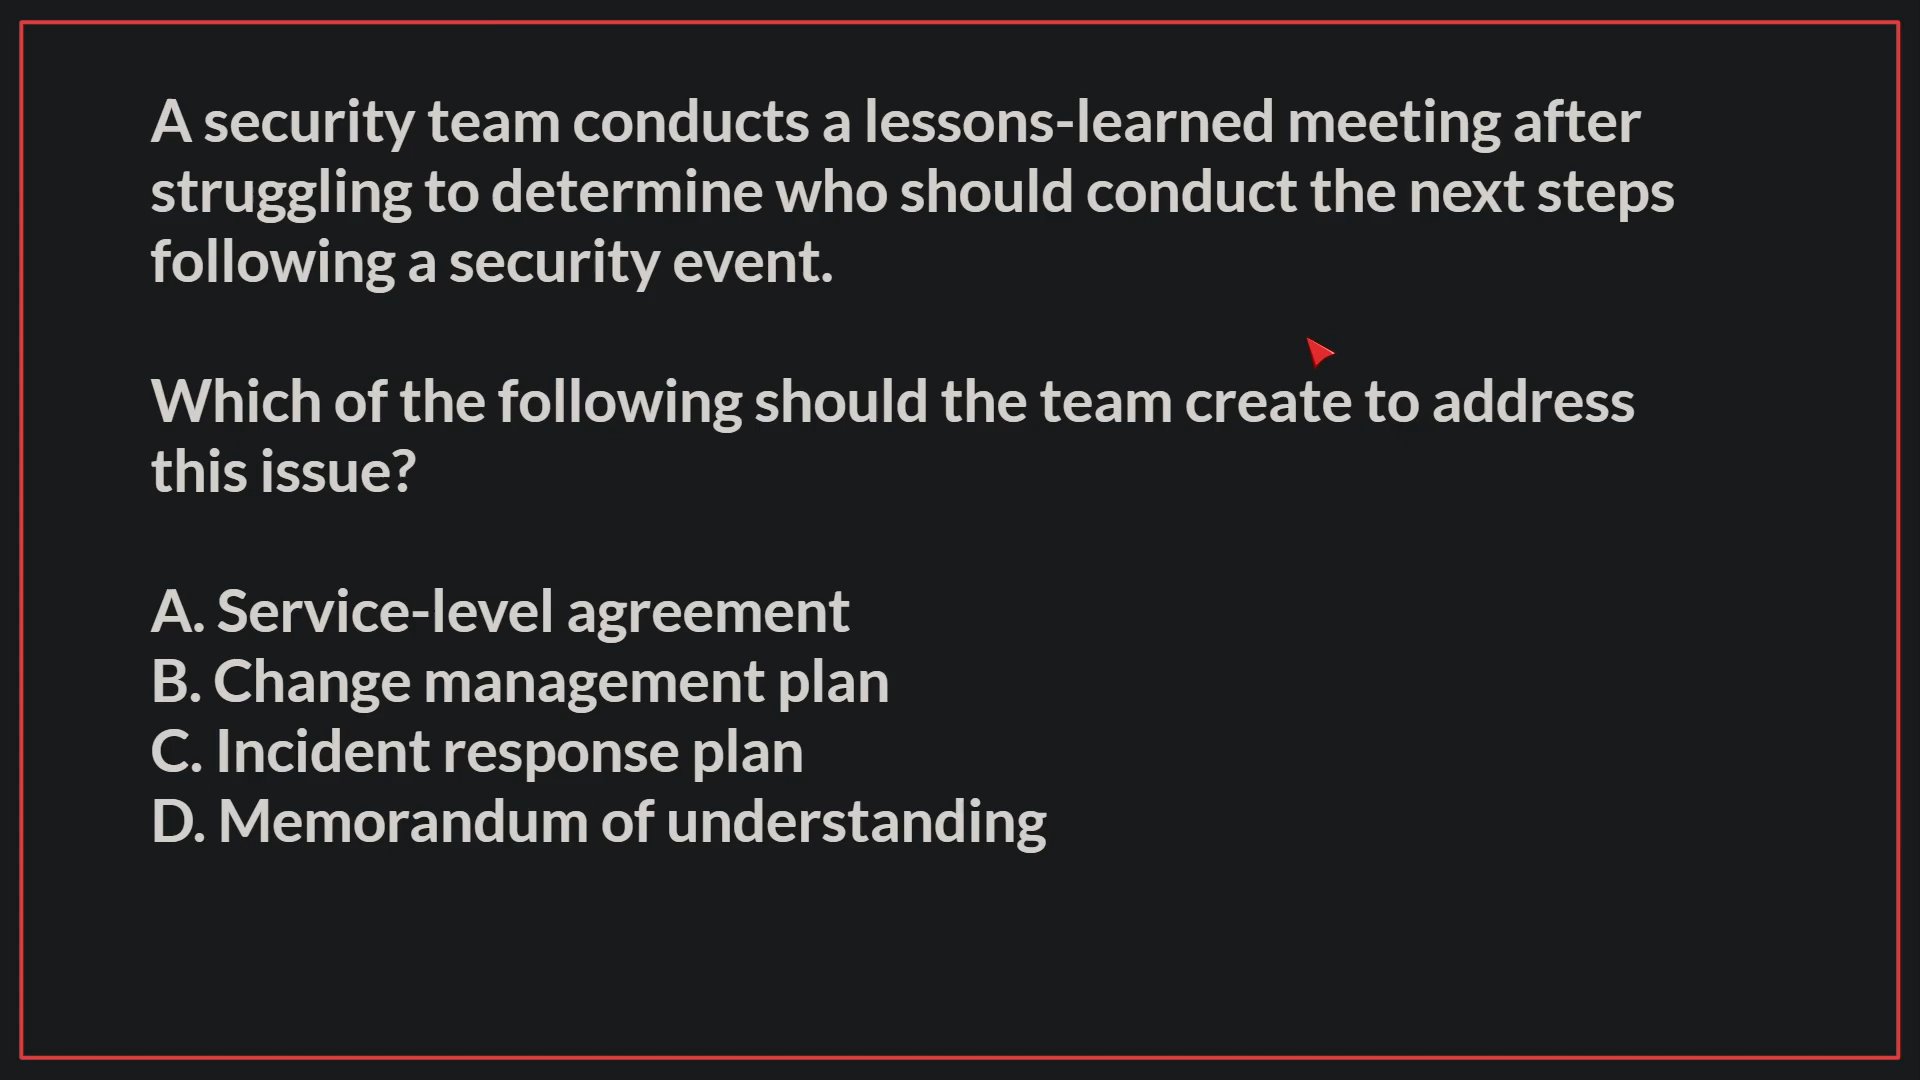 A security team conducts a lessons-learned meeting after
struggling to determine who should conduct the next steps
following a security event.
Which of the following should the team create to address
this issue?
A. Service-level agreement
B. Change management plan
C. Incident response plan
D. Memorandum of understanding